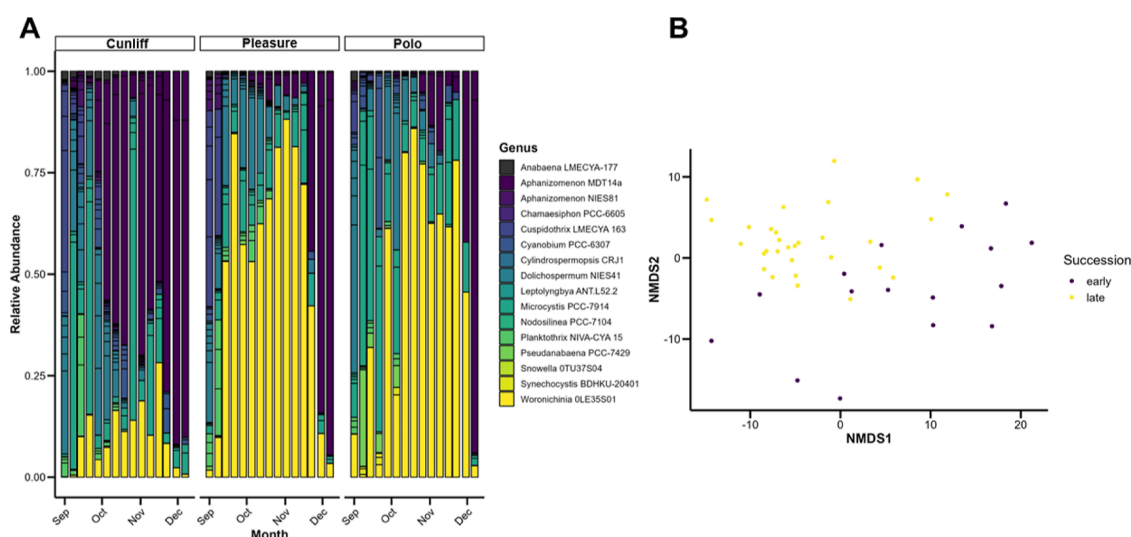 A
B
Cunliff
Pleasure
Polo
Relative Abundance
1.00
0.75
0.50
0.25
0.00
Sep
Oct
Nov
Dec
Sep
Oct
Nov
Dec
Sep
Oct
Nov
Dec
Month
Genus
Anabaena LMECYA-177
Aphanizomenon MDT14a
Aphanizomenon NIES81
Chamaesiphon PCC-6605
Cuspidothrix LMECYA 163
Cyanobium PCC-6307
Cylindrospermopsis CRJ1
Dolichospermum NIES41
Leptolyngbya ANT.L52.2
Microcystis PCC-7914
Nodosilinea PCC-7104
Planktothrix NIVA-CYA 15
Pseudanabaena PCC-7429
Snowella 0TU37S04
Synechocystis BDHKU-20401
Woronichinia 0LE35S01
NMDS2
10
0
-10
-10
0
10
20
NMDS1
Succession
early
late